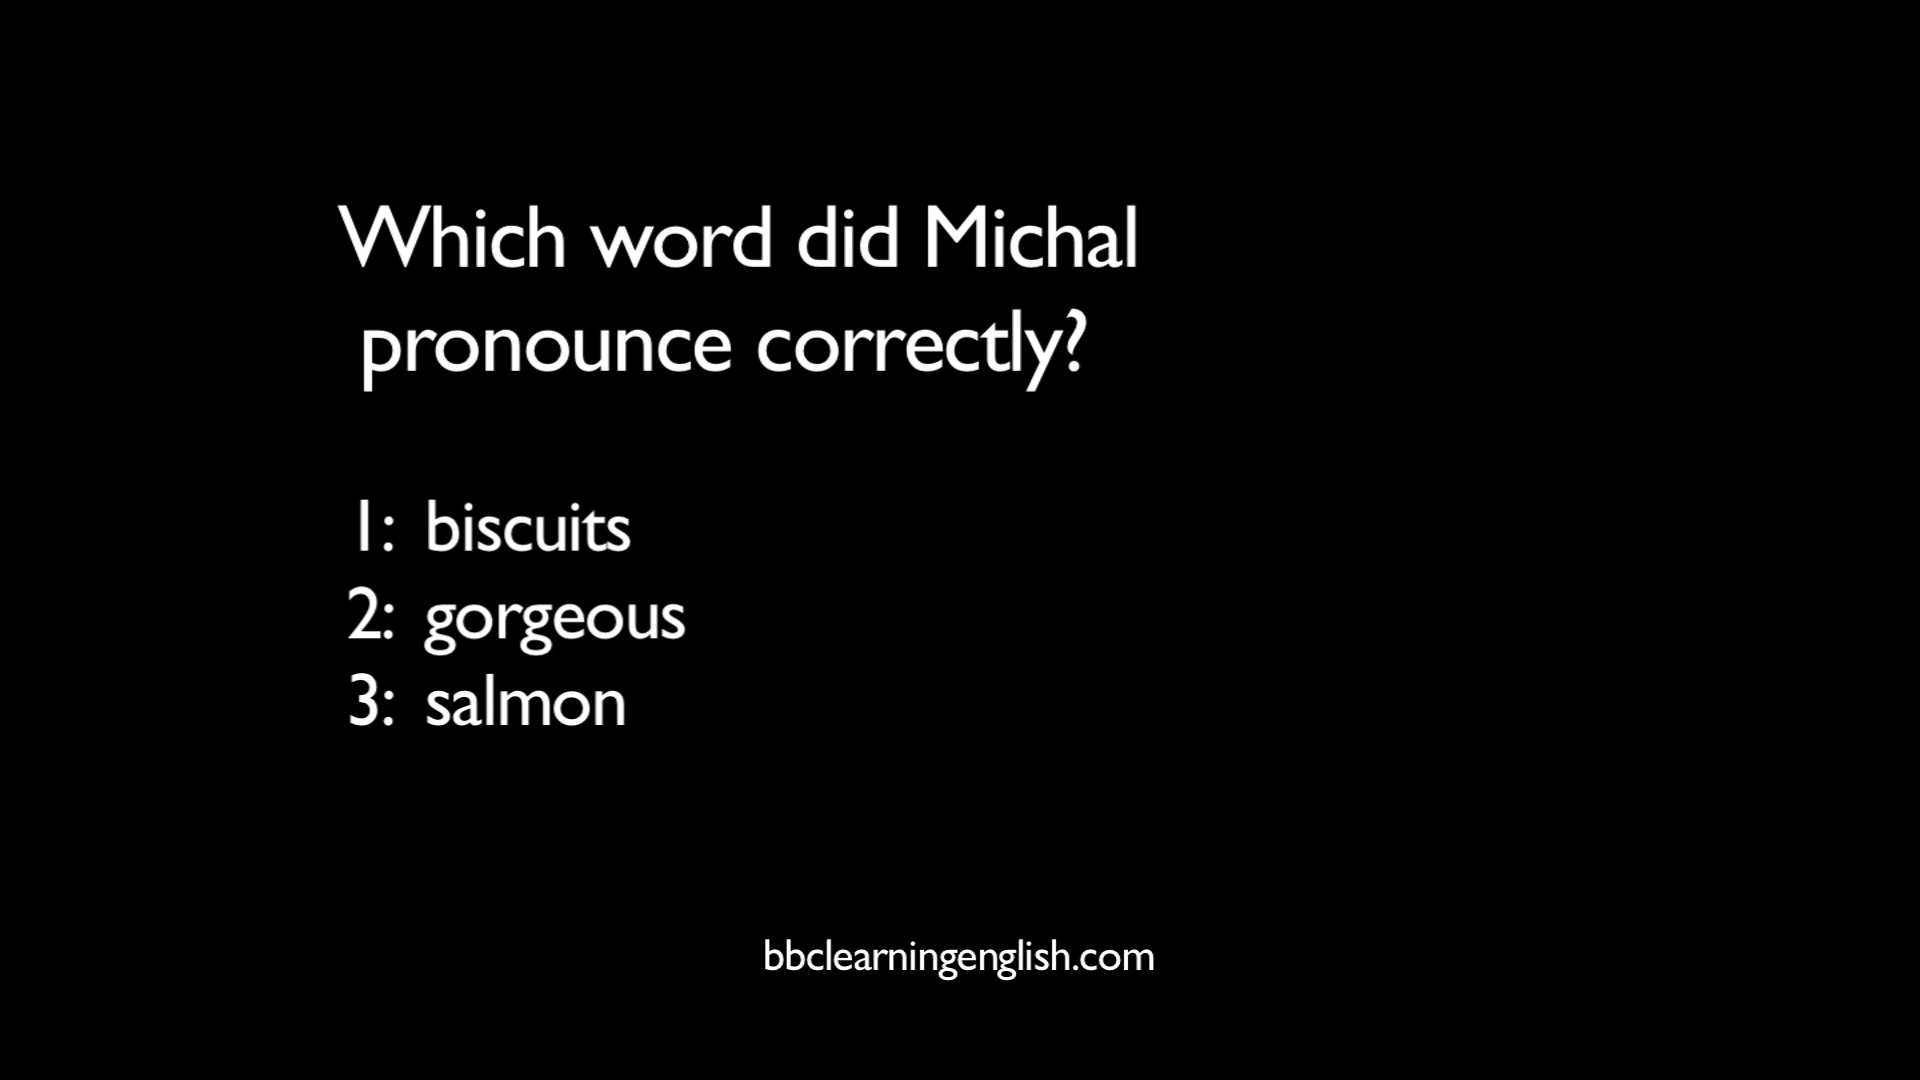 Which word did Michal
pronounce correctly?
1: biscuits
2: gorgeous
3: salmon
bbclearningenglish.com